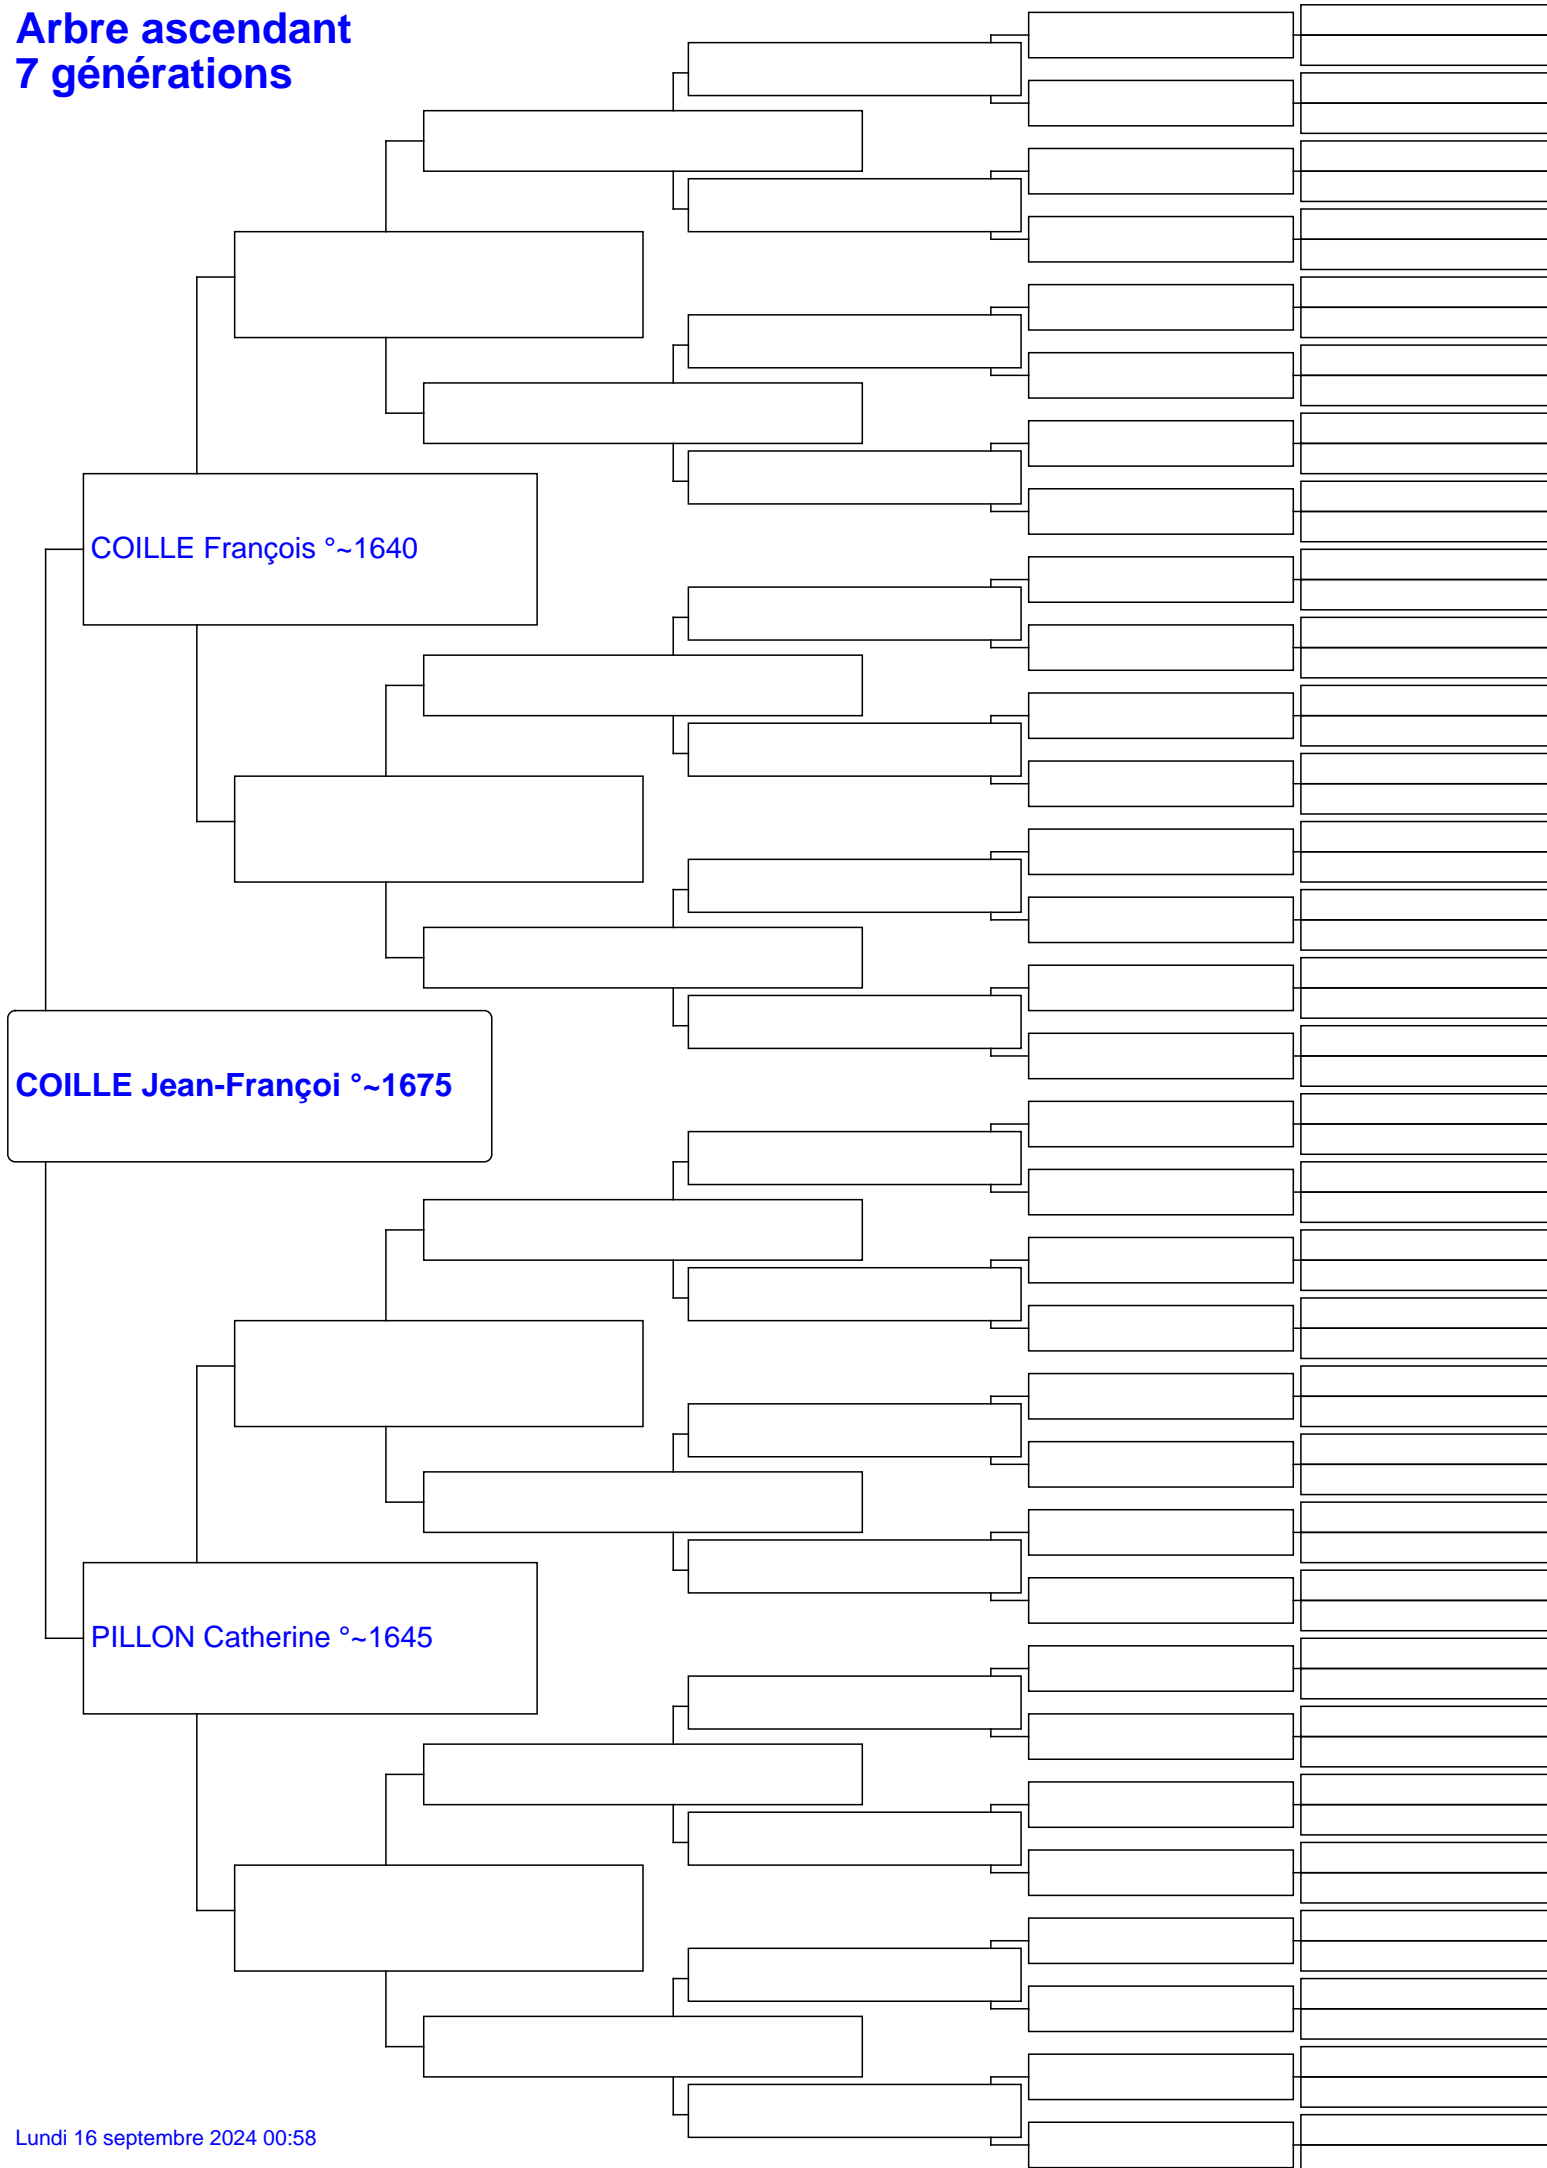 Arbre ascendant
7 générations
COILLE François °~1640
COILLE Jean-Françoi °~1675
PILLON Catherine °~1645
Lundi 16 septembre 2024 00:58